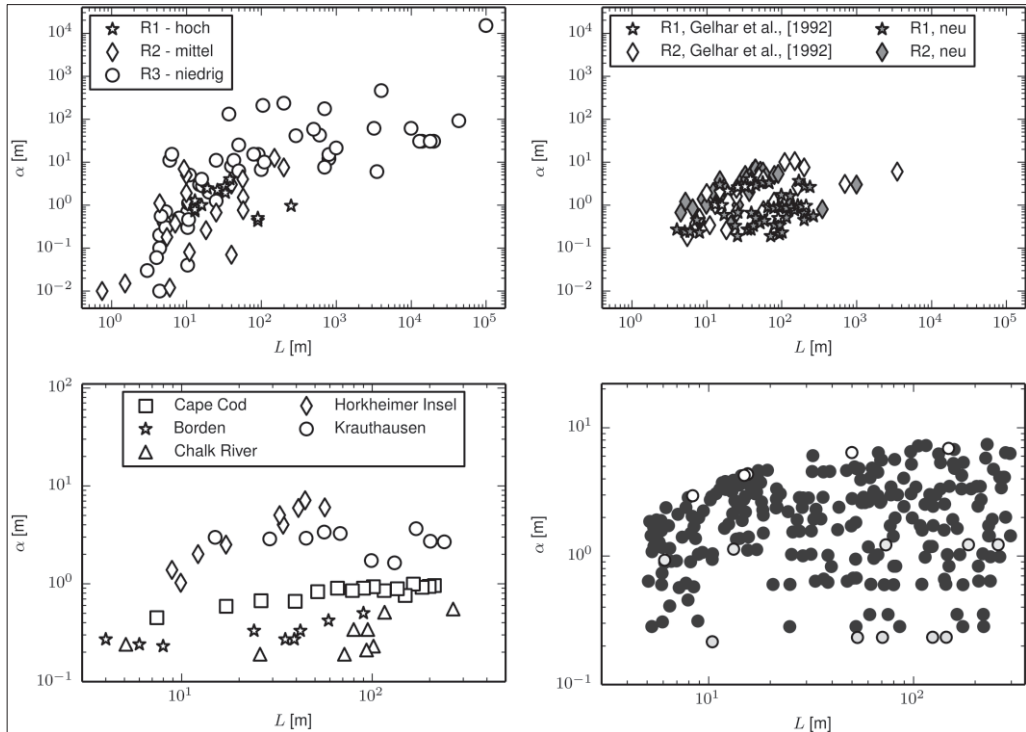 10^4
10^3
10^2
10^1
10^0
10^-1
10^-2
α [m]
R1 - hoch
R2 - mittel
R3 - niedrig
10^0 10^1 10^2 10^3 10^4 10^5
L [m]
10^4
10^3
10^2
10^1
10^0
10^-1
10^-2
α [m]
R1, Gelhar et al., [1992] R1, neu
R2, Gelhar et al., [1992] R2, neu
10^0 10^1 10^2 10^3 10^4 10^5
L [m]
10^2
10^1
10^0
10^-1
α [m]
Cape Cod Horkheimer Insel
Borden Krauthausen
Chalk River
10^1 10^2
L [m]
10^1
10^0
10^-1
α [m]
10^1 10^2
L [m]